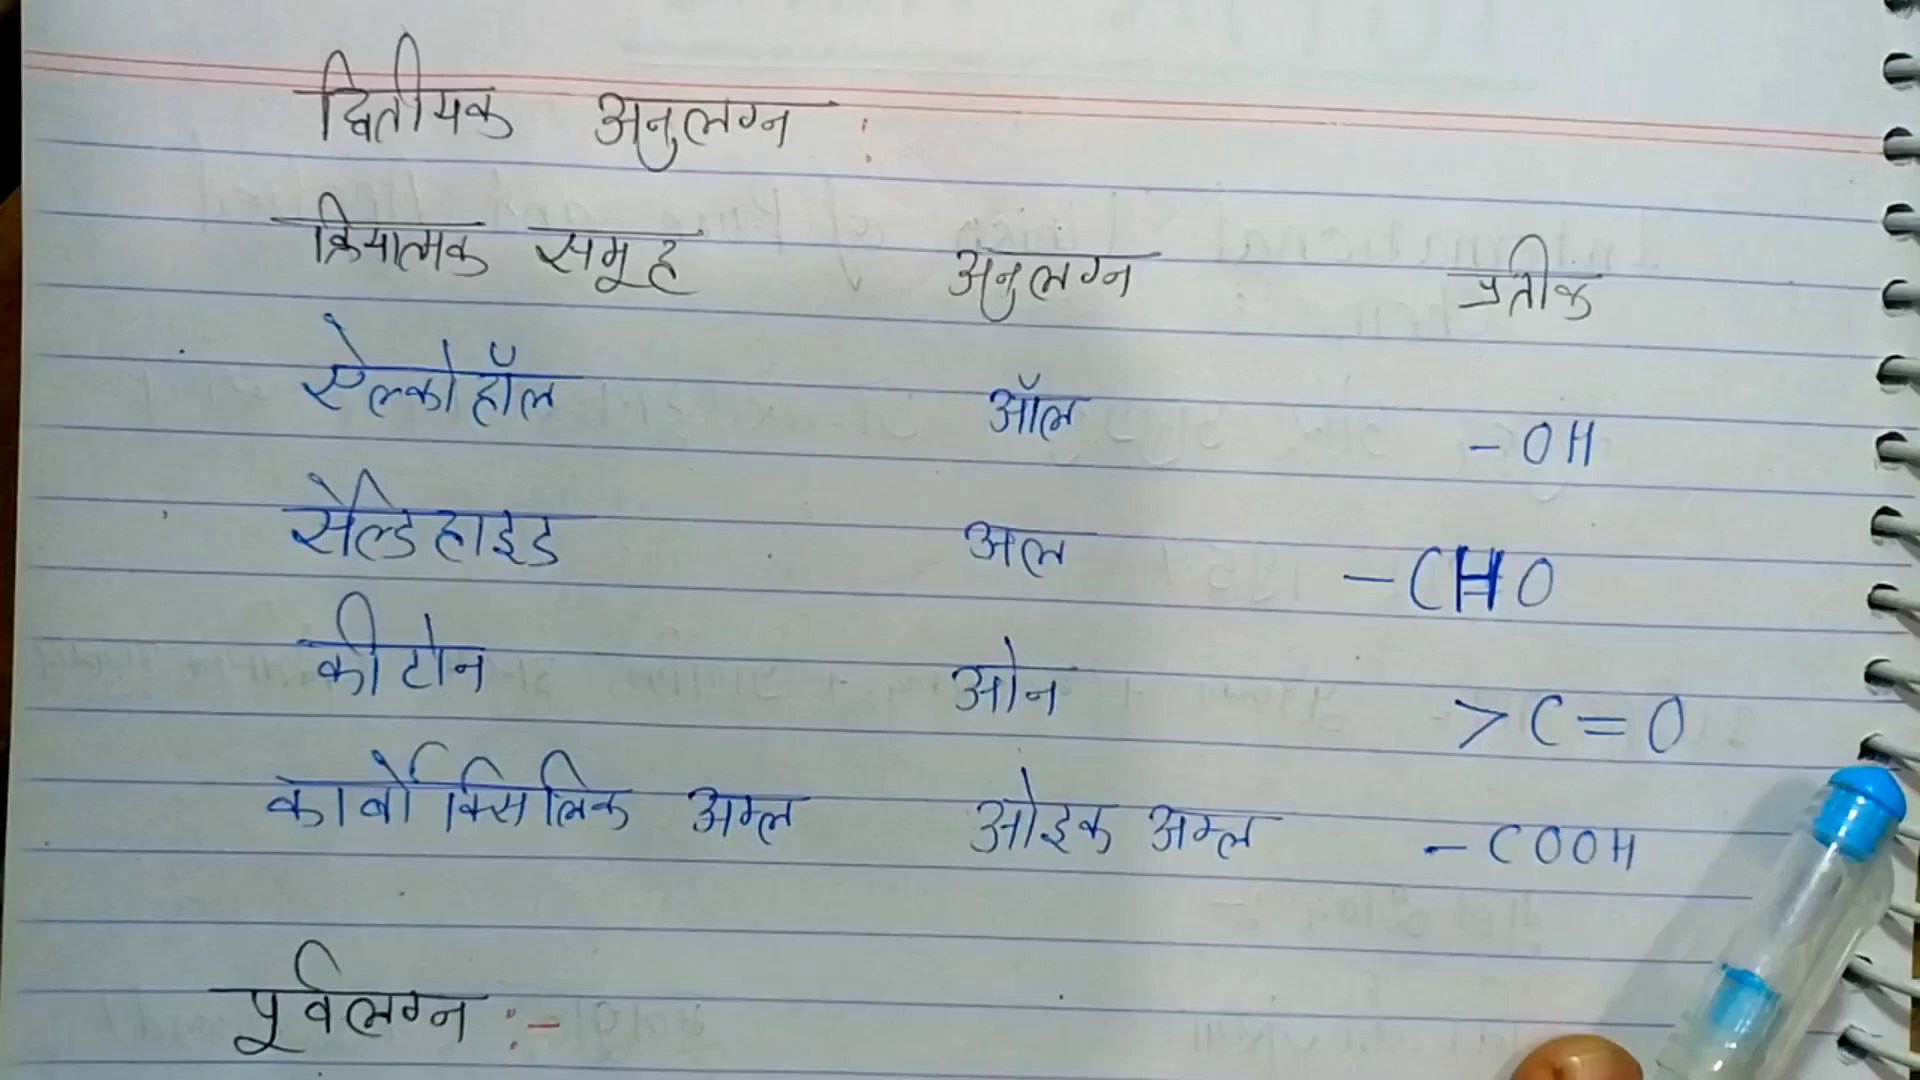 द्वितीयक अनुलग्न :
क्रियात्मक समूह अनुलग्न प्रतीक
ऐल्कोहॉल ऑल - OH
सेल्डिहाइड अल - CHO
कीटोन ओन > C = O
कार्बोक्सिलिक अम्ल ओइक अम्ल - COOH
पूर्वलग्न :-